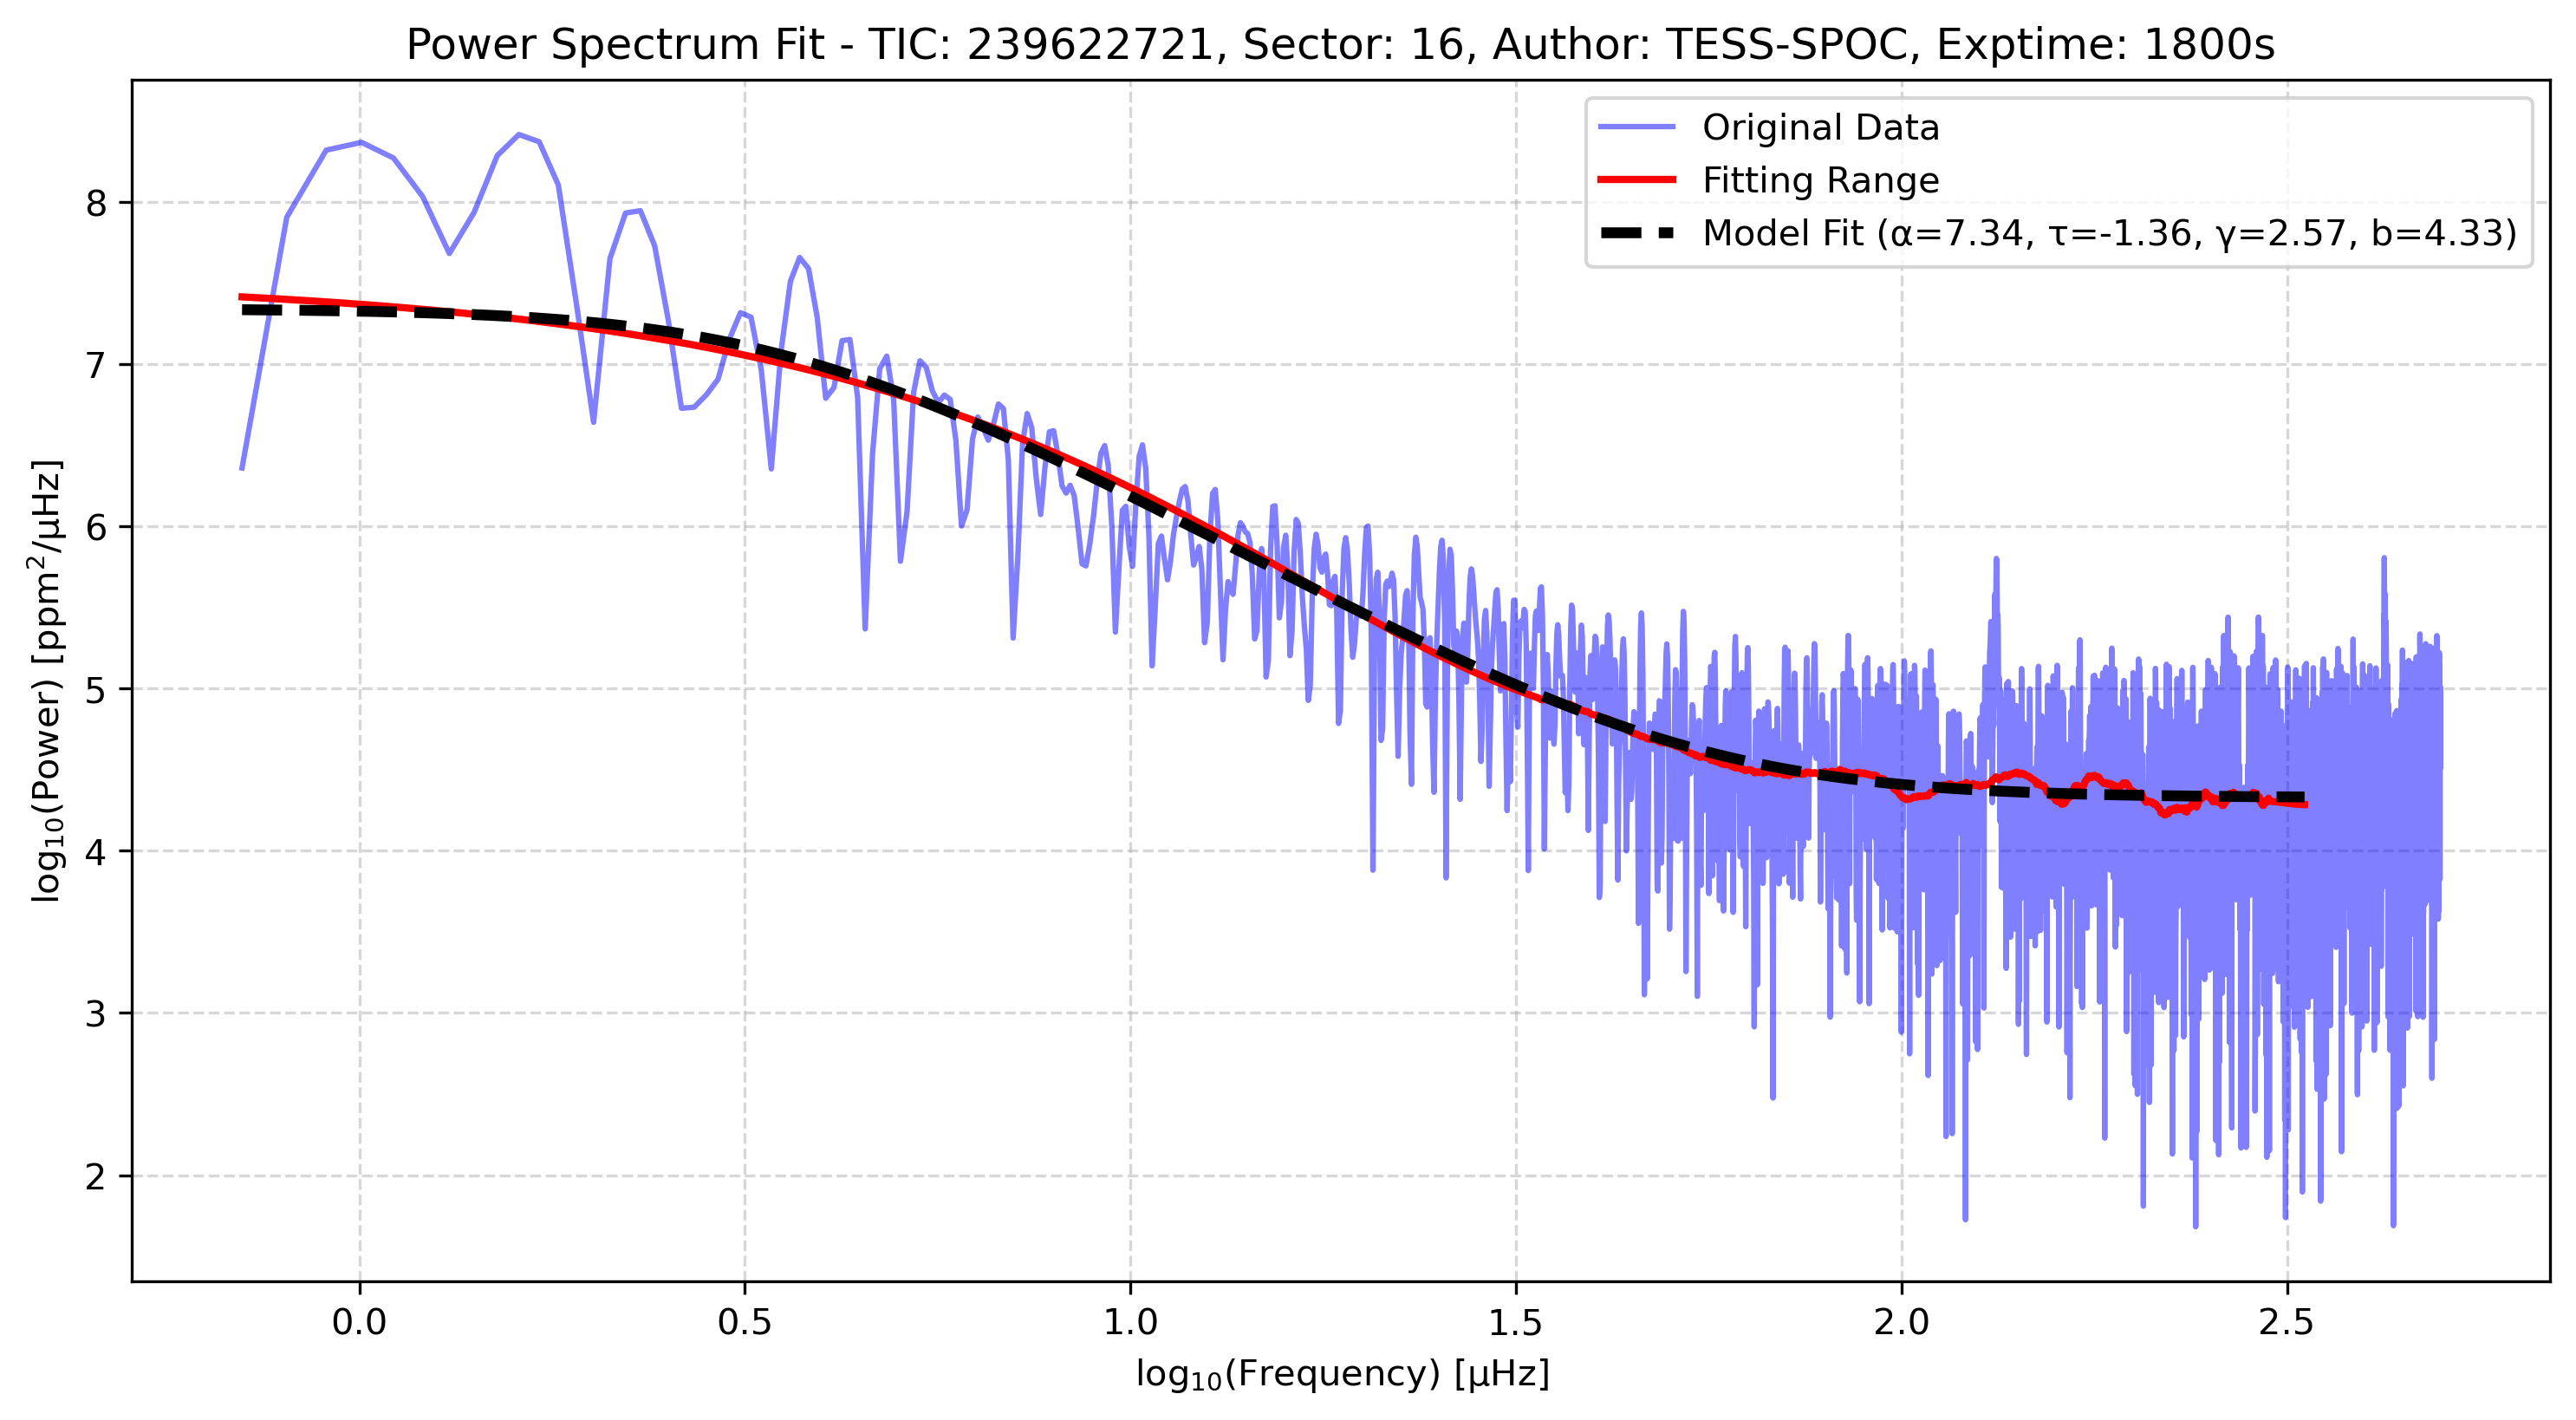 Power Spectrum Fit - TIC: 239622721, Sector: 16, Author: TESS-SPOC, Exptime: 1800s
Original Data
Fitting Range
Model Fit (α=7.34, τ=-1.36, γ=2.57, b=4.33)
log₁₀(Power) [ppm²/μHz]
8
7
6
5
4
3
2
0.0 0.5 1.0 1.5 2.0 2.5
log₁₀(Frequency) [μHz]